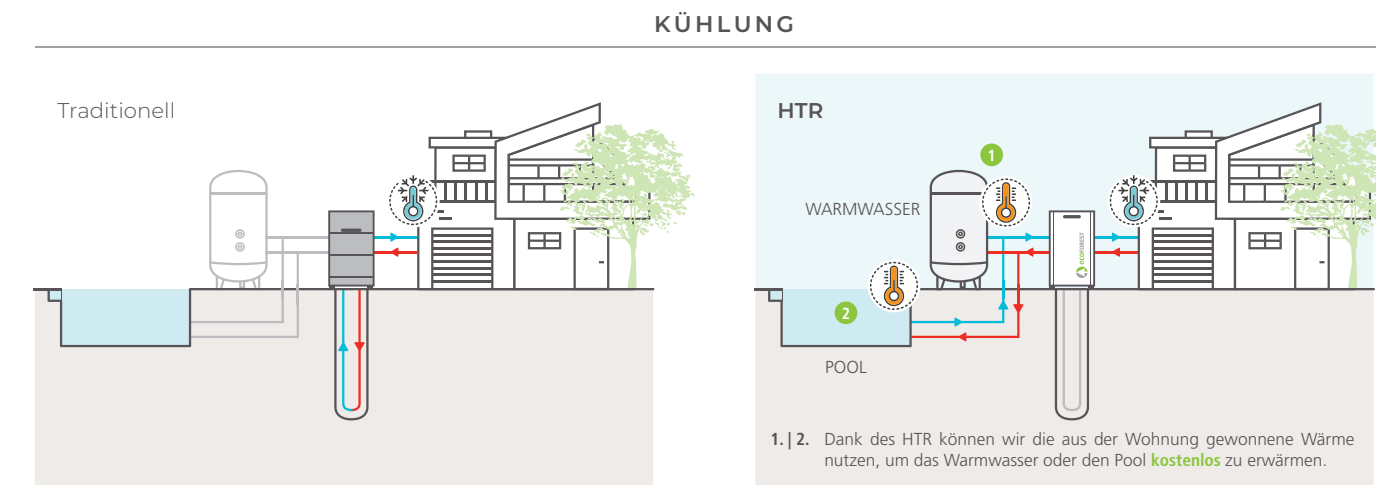 KÜHLUNG
Traditionell
HTR
1
WARMWASSER
ecoFOREST
2
POOL
1. | 2. Dank des HTR können wir die aus der Wohnung gewonnene Wärme
nutzen, um das Warmwasser oder den Pool kostenlos zu erwärmen.